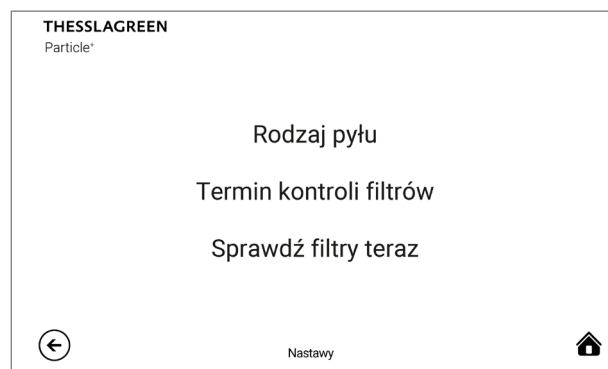 THESSLAGREEN
Particle⁺
Rodzaj pyłu
Termin kontroli filtrów
Sprawdź filtry teraz
Nastawy